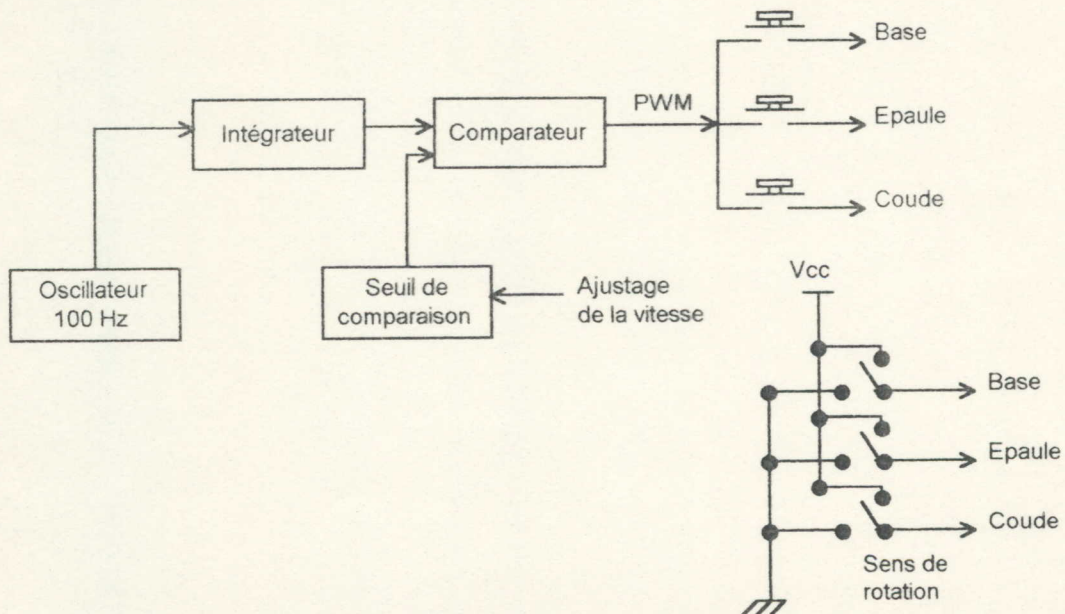 Base
PWM
Epaule
Intégrateur
Comparateur
Coude
Vcc
Oscillateur
100 Hz
Seuil de
comparaison
Ajustage
de la vitesse
Base
Epaule
Coude
Sens de
rotation